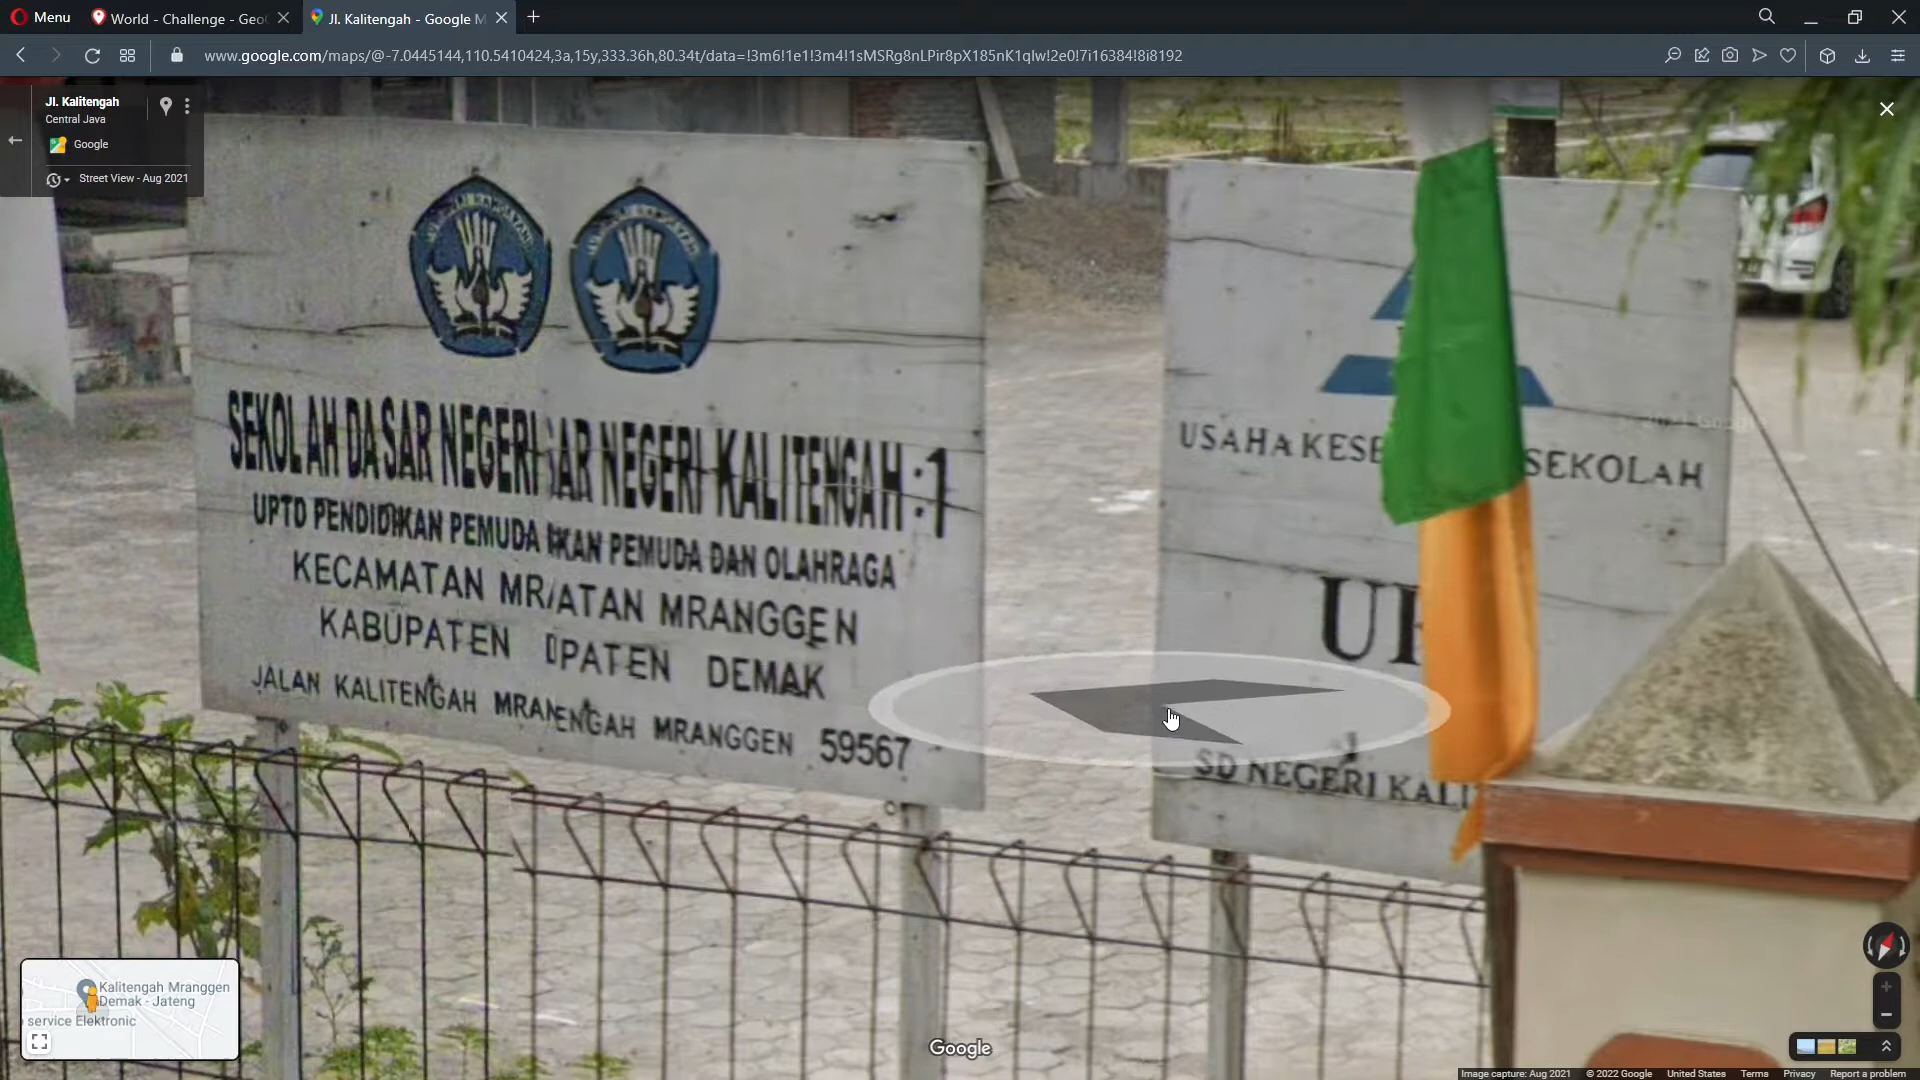 Menu
World - Challenge - Geo
Jl. Kalitengah - Google M
www.google.com/maps/@-7.0445144,110.5410424,3a,15y,333.36h,80.34t/data=!3m6!1e1!3m4!1sMSRg8nLPir8pX185nK1qlw!2e0!7i16384!8i8192
Jl. Kalitengah
Central Java
Google
Street View - Aug 2021
SEKOLAH DASAR NEGERI SAR NEGERI KALITENGAH :1
UPTD PENDIDIKAN PEMUDA IKAN PEMUDA DAN OLAHRAGA
KECAMATAN MRATAN MRANGGEN
KABUPATEN PATEN DEMAK
JALAN KALITENGAH MRANENGAH MRANGGEN 59567
USAHA KESE SEKOLAH
SD NEGERI KALI
Kalitengah Mranggen
Demak - Jateng
service Elektronic
Google
Image capture: Aug 2021 © 2022 Google United States Terms Privacy Report a problem